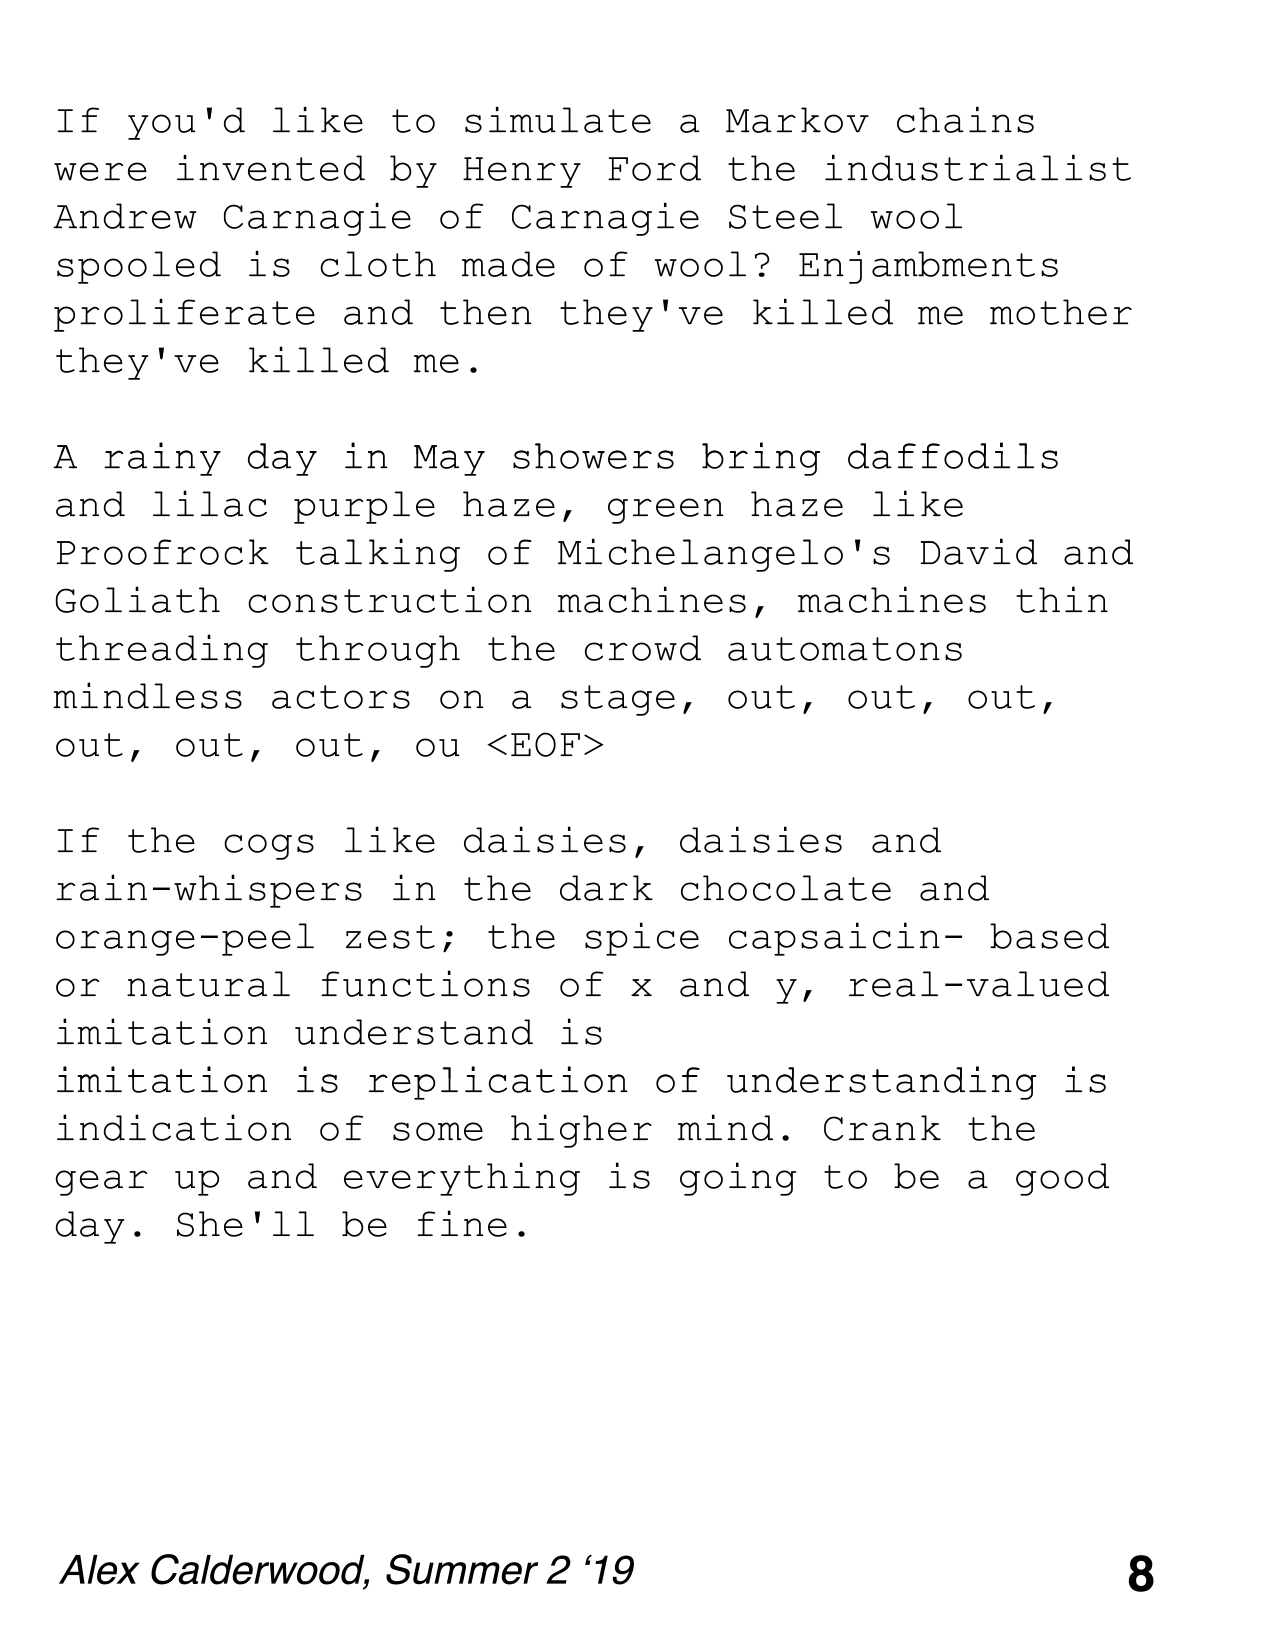 If you'd like to simulate a Markov chains
were invented by Henry Ford the industrialist
Andrew Carnagie of Carnagie Steel wool
spooled is cloth made of wool? Enjambments
proliferate and then they've killed me mother
they've killed me.

A rainy day in May showers bring daffodils
and lilac purple haze, green haze like
Proofrock talking of Michelangelo's David and
Goliath construction machines, machines thin
threading through the crowd automatons
mindless actors on a stage, out, out, out,
out, out, out, ou <EOF>

If the cogs like daisies, daisies and
rain-whispers in the dark chocolate and
orange-peel zest; the spice capsaicin- based
or natural functions of x and y, real-valued
imitation understand is
imitation is replication of understanding is
indication of some higher mind. Crank the
gear up and everything is going to be a good
day. She'll be fine.

Alex Calderwood, Summer 2 ‘19
8